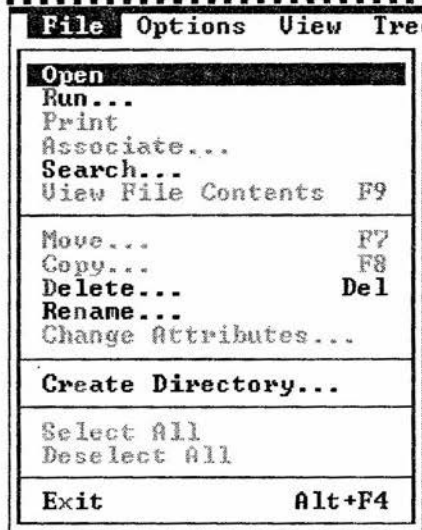 File Options View Tree
Open
Run...
Print
Associate...
Search...
View File Contents F9
Move... F7
Copy... F8
Delete... Del
Rename...
Change Attributes...
Create Directory...
Select All
Deselect All
Exit Alt+F4